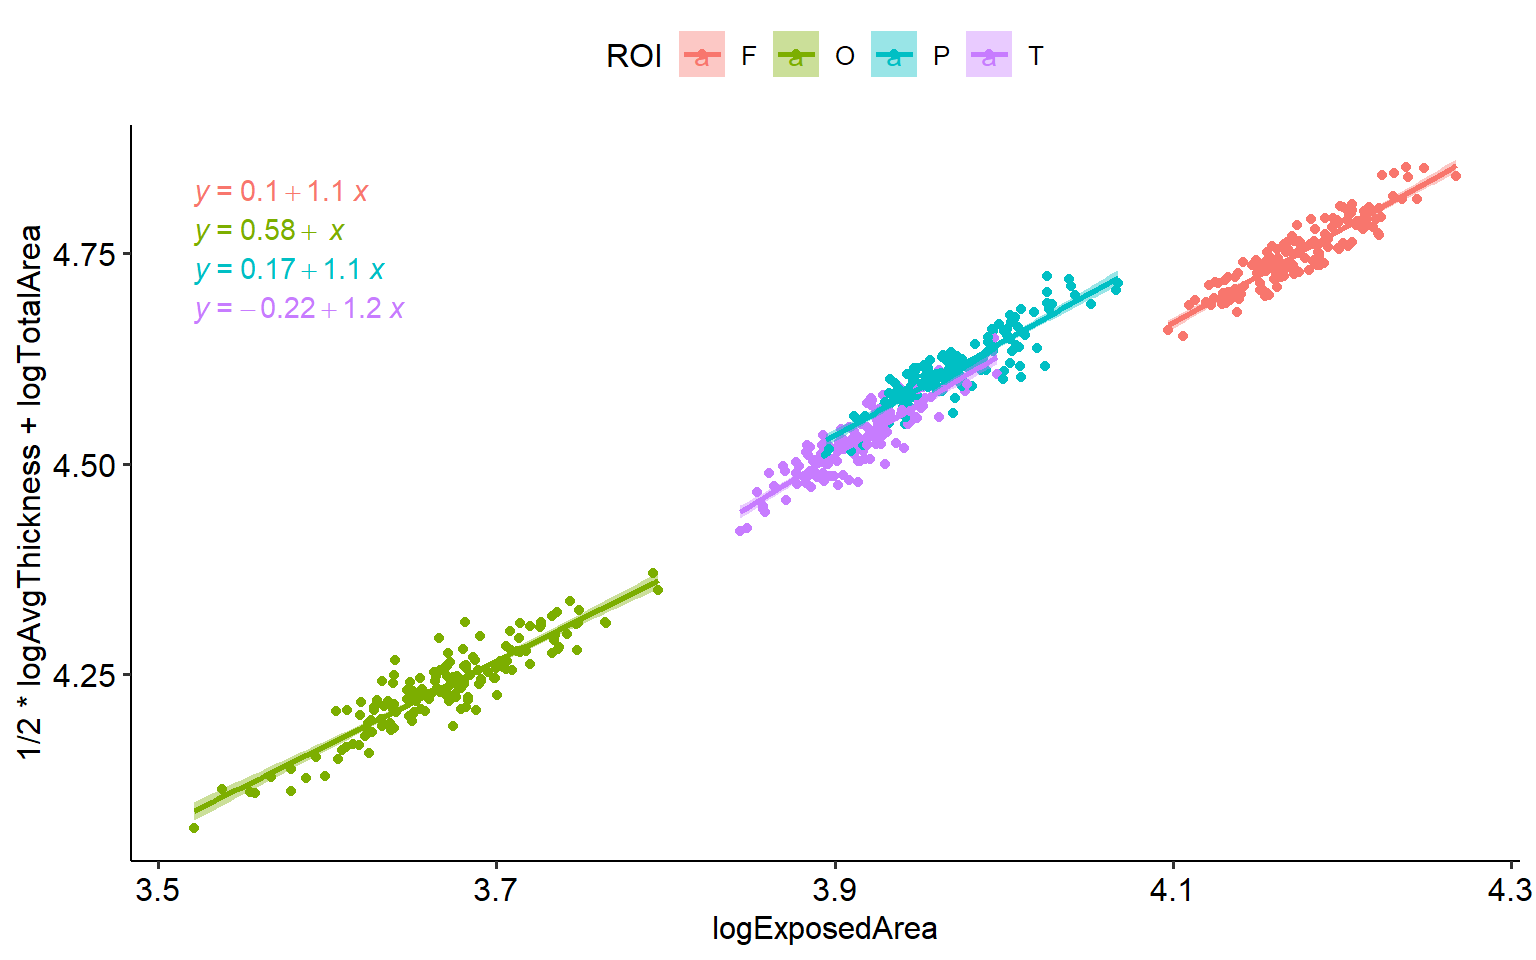 ROI a F a O a P a T
y = 0.1 + 1.1 x
y = 0.58 + x
y = 0.17 + 1.1 x
y = −0.22 + 1.2 x
1/2 * logAvgThickness + logTotalArea
4.75
4.50
4.25
3.5 3.7 3.9 4.1 4.3
logExposedArea